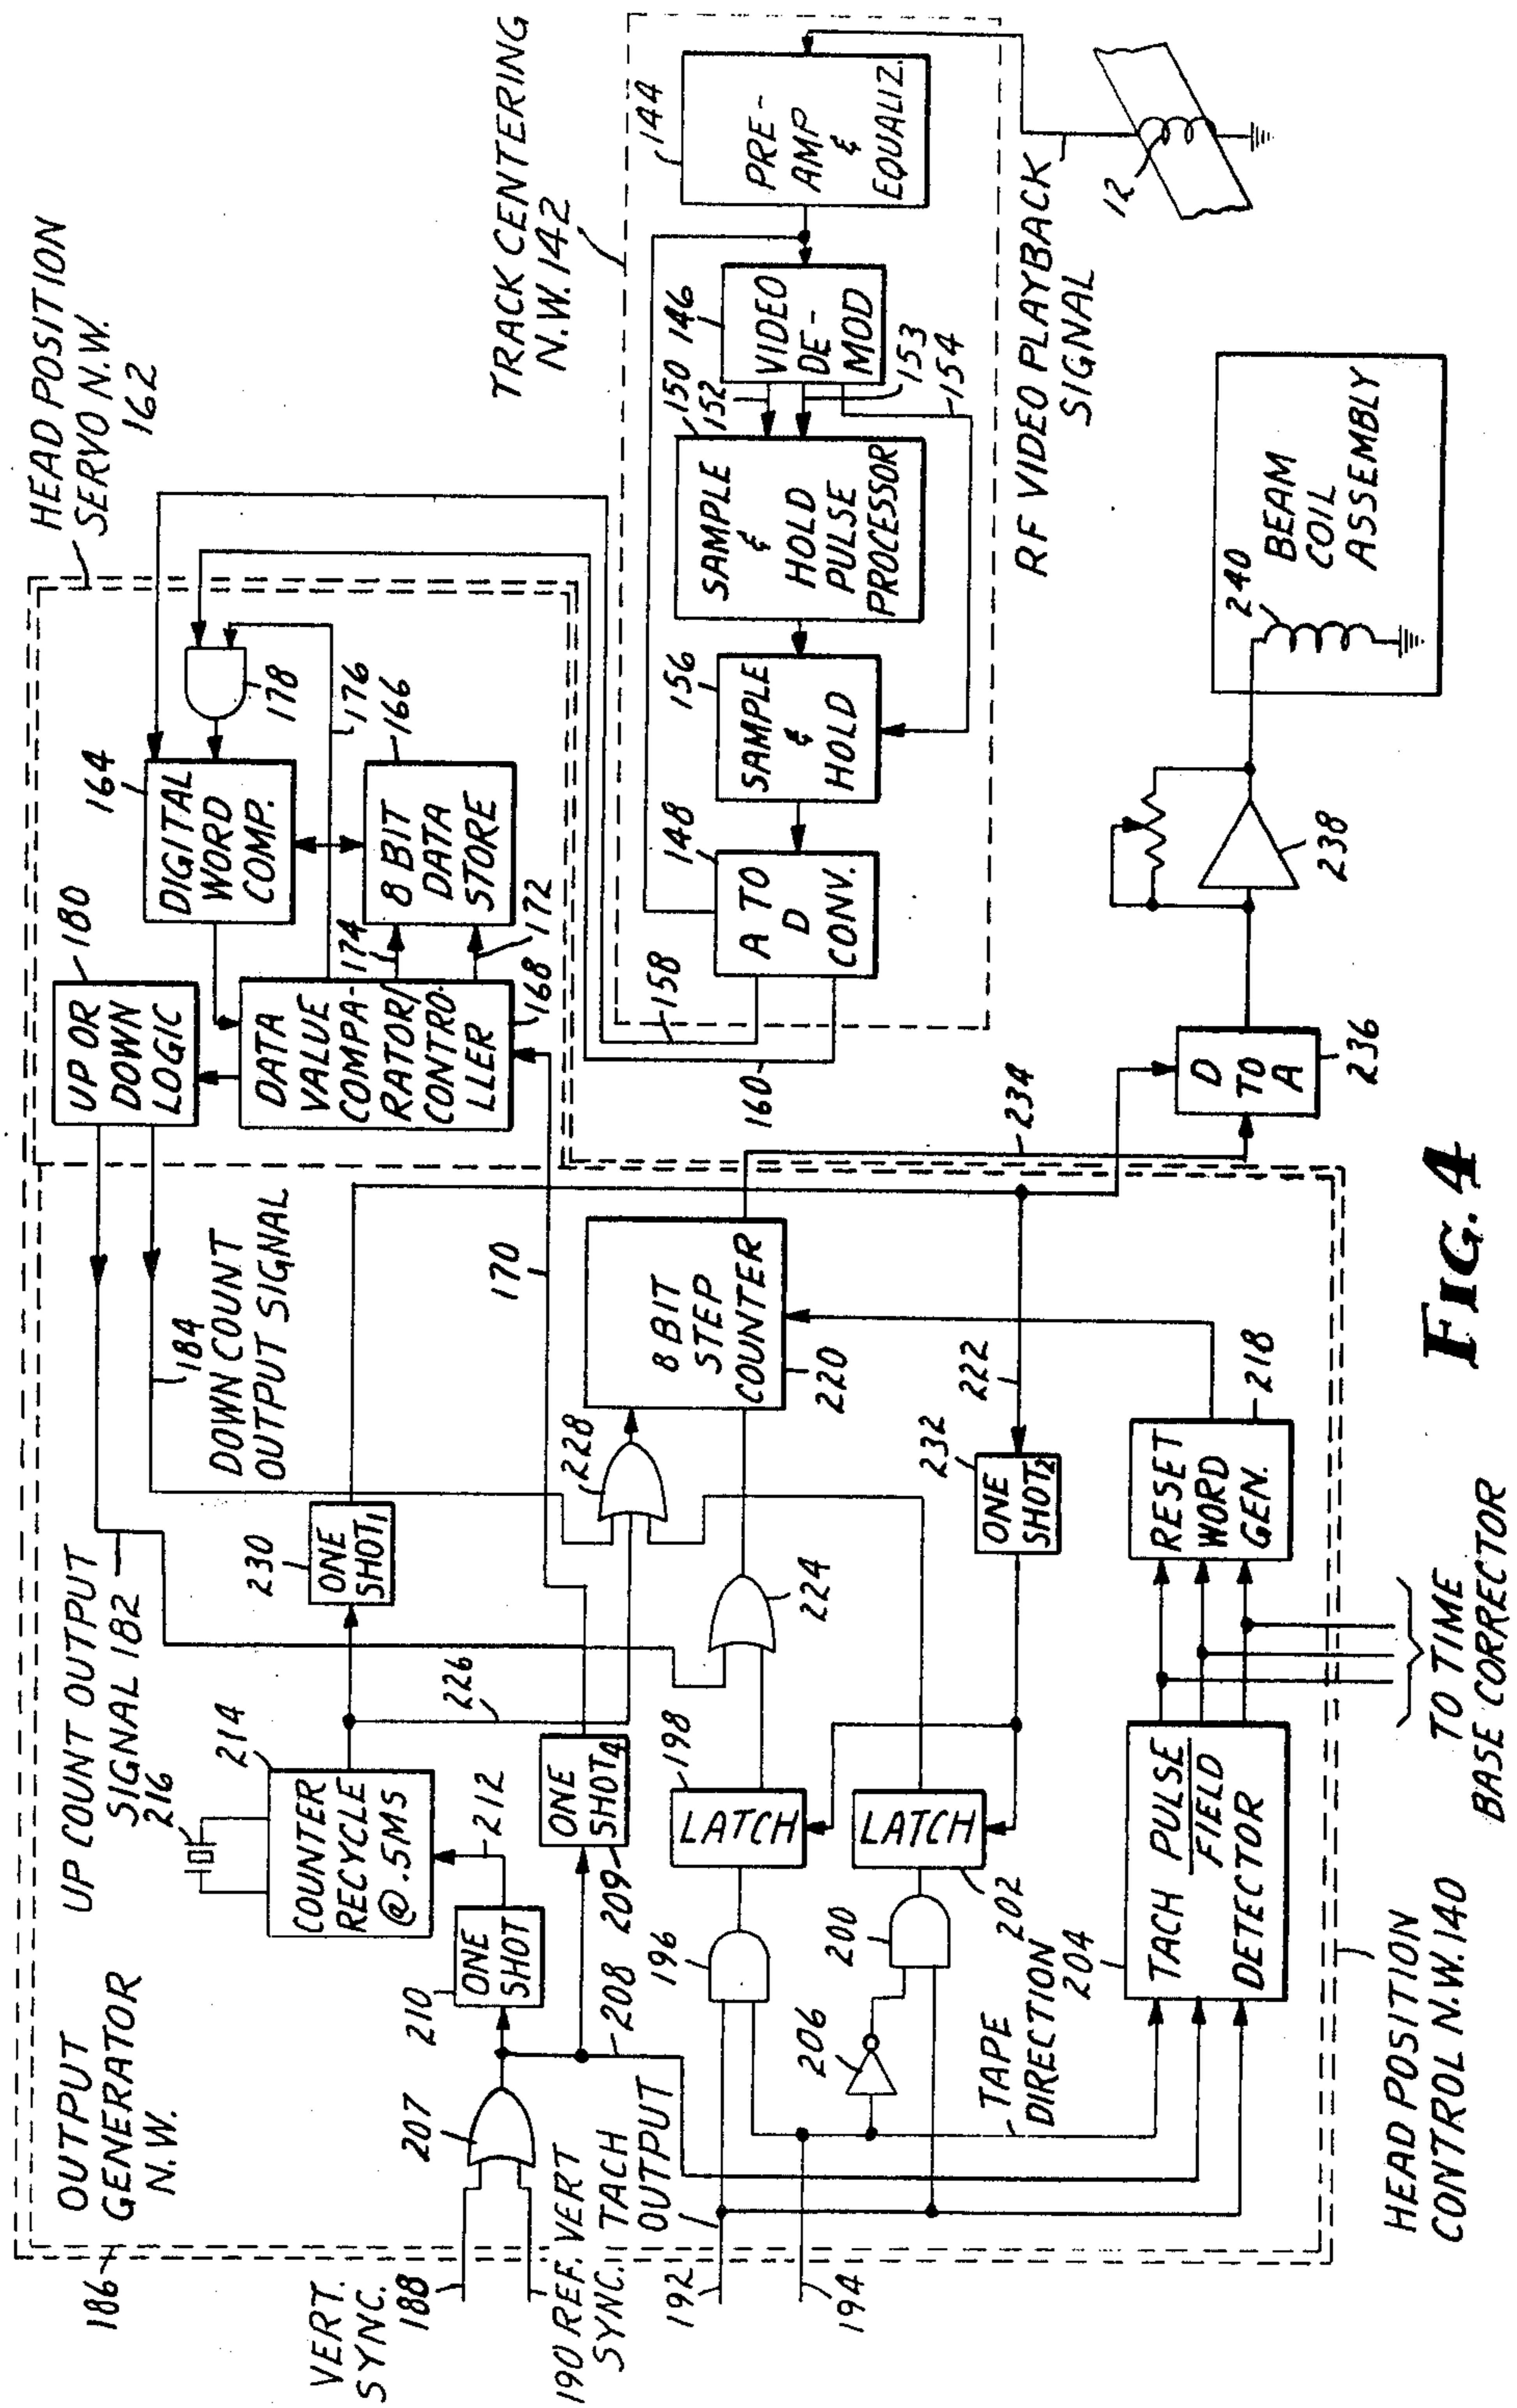 HEAD POSITION
SERVO N.W.
162
TRACK CENTERING
N.W. 142
144
PRE-
AMP
&
EQUALIZ.
146
VIDEO
DE-
MOD
150
152
153
154
SAMPLE
&
HOLD
PULSE
PROCESSOR
156
SAMPLE
&
HOLD
148
A TO
D
CONV.
158
160
RF VIDEO PLAYBACK
SIGNAL
12
164
DIGITAL
WORD
COMP.
178
176
166
8 BIT
DATA
STORE
174
172
168
DATA
VALUE
COMPA-
RATOR/
CONTRO-
LLER
180
UP OR
DOWN
LOGIC
184
DOWN COUNT
OUTPUT SIGNAL
UP COUNT OUTPUT
SIGNAL 182
216
214
COUNTER
RECYCLE
@ .5MS
212
210
ONE
SHOT
230
ONE
SHOT1
226
228
170
8 BIT
STEP
COUNTER
220
222
224
232
ONE
SHOT2
234
D
TO
A
236
238
240
BEAM
COIL
ASSEMBLY
OUTPUT
GENERATOR
N.W.
186
207
208
209
ONE
SHOT4
VERT.
SYNC.
188
190 REF. VERT
SYNC.
TACH
OUTPUT
192
194
196
198
LATCH
200
202
LATCH
206
TAPE
DIRECTION
204
TACH PULSE
FIELD
DETECTOR
RESET
WORD
GEN.
218
TO TIME
BASE CORRECTOR
HEAD POSITION
CONTROL N.W. 140
FIG. 4